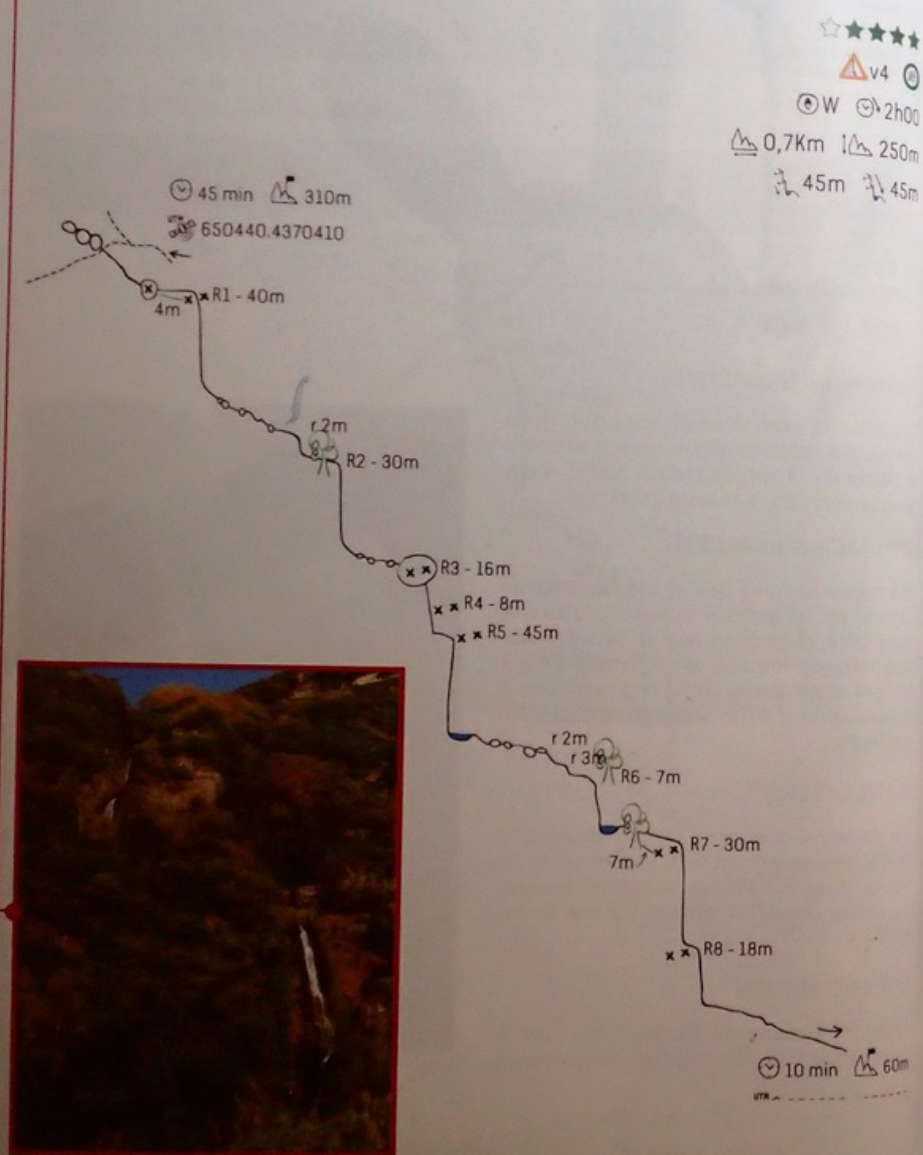 v4
W 2h00
0,7Km 250m
45m 45m
45 min 310m
650440.4370410
4m
R1 - 40m
r 2m
R2 - 30m
R3 - 16m
R4 - 8m
R5 - 45m
r 2m
r 3m
R6 - 7m
R7 - 30m
7m
R8 - 18m
10 min 60m
UTM